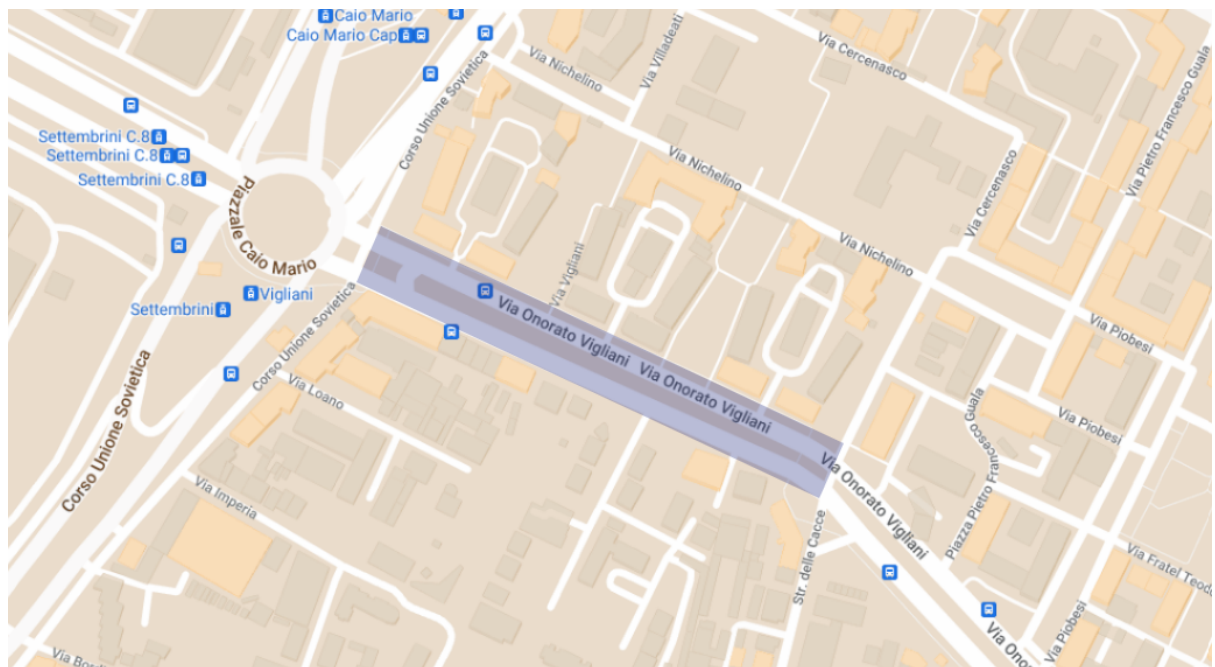 Caio Mario
Caio Mario Cap
Via Nichelino
Via Villadeati
Via Cercenasco
Via Pietro Francesco Guala
Corso Unione Sovietica
Settembrini C.8
Settembrini C.8
Settembrini C.8
Via Nichelino
Via Cercenasco
Piazzale Caio Mario
Via Vigliani
Via Nichelino
Vigliani
Settembrini
Via Onorato Vigliani
Via Onorato Vigliani
Via Piobesi
Corso Unione Sovietica
Via Loano
Corso Unione Sovietica
Via Piobesi
Piazza Pietro Francesco Guala
Via Onorato Vigliani
Via Imperia
Str. delle Cacce
Via Fratel Teod
Via Piobesi
Via Ono